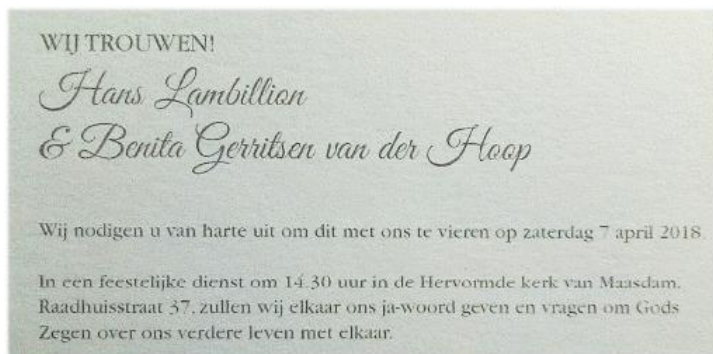 WIJ TROUWEN!
Hans Lambillion
& Benita Gerritsen van der Hoop
Wij nodigen u van harte uit om dit met ons te vieren op zaterdag 7 april 2018.
In een feestelijke dienst om 14.30 uur in de Hervormde kerk van Maasdam,
Raadhuisstraat 37, zullen wij elkaar ons ja-woord geven en vragen om Gods
Zegen over ons verdere leven met elkaar.